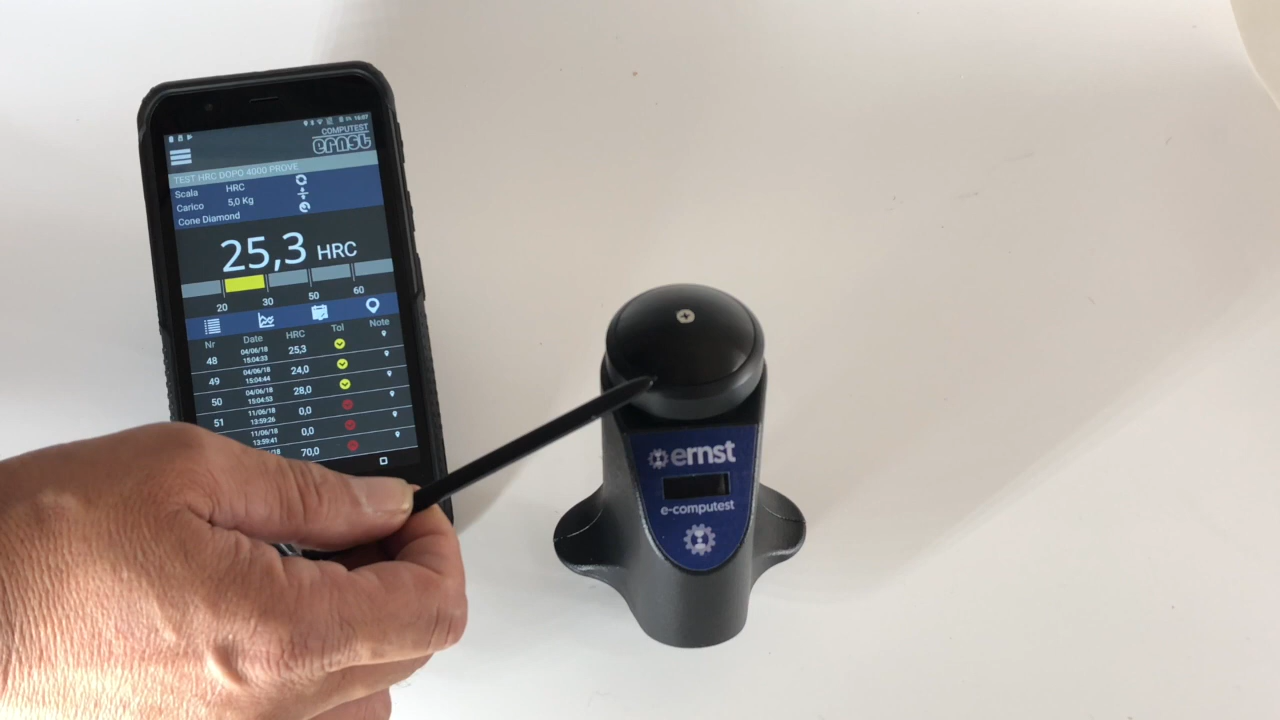 16:07
COMPUTEST
ernst
TEST HRC DOPO 4000 PROVE
Scala HRC
Carico 5,0 Kg
Cone Diamond
25,3 HRC
20 30 50 60
Nr Date HRC Tol Note
48 04/06/18 15:04:33 25,3
49 04/06/18 15:04:44 24,0
50 04/06/18 15:04:53 28,0
51 11/06/18 13:59:26 0,0
11/06/18 13:59:41 0,0
70,0
ernst
e-computest